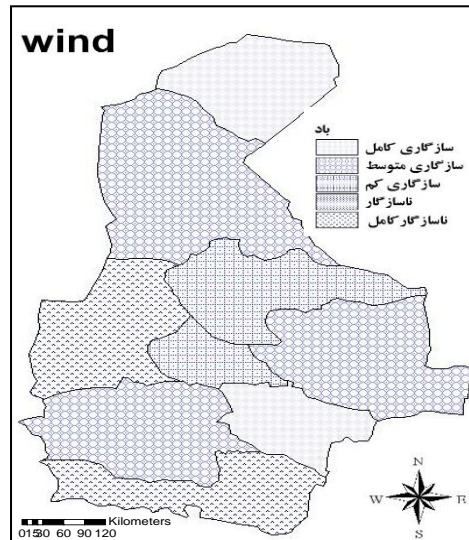 wind
باد
سازگاری کامل
سازگاری متوسط
سازگاری کم
ناسازگار
ناسازگار کامل
N
W E
S
Kilometers
0 15 30 60 90 120